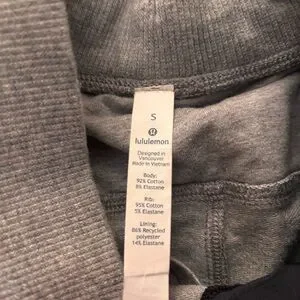 S
lululemon
Designed in
Vancouver
Made in Vietnam
Body:
92% Cotton
8% Elastane
Rib:
95% Cotton
5% Elastane
Lining:
86% Recycled
polyester
14% Elastane